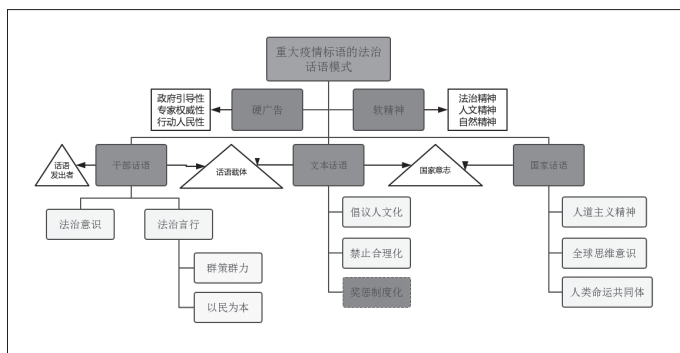 重大疫情标语的法治
话语模式
政府引导性
专家权威性
行动人民性
硬广告
软精神
法治精神
人文精神
自然精神
话语
发出者
干部话语
话语载体
文本话语
国家意志
国家话语
法治意识
法治言行
倡议人文化
人道主义精神
群策群力
禁止合理化
全球思维意识
以民为本
奖惩制度化
人类命运共同体